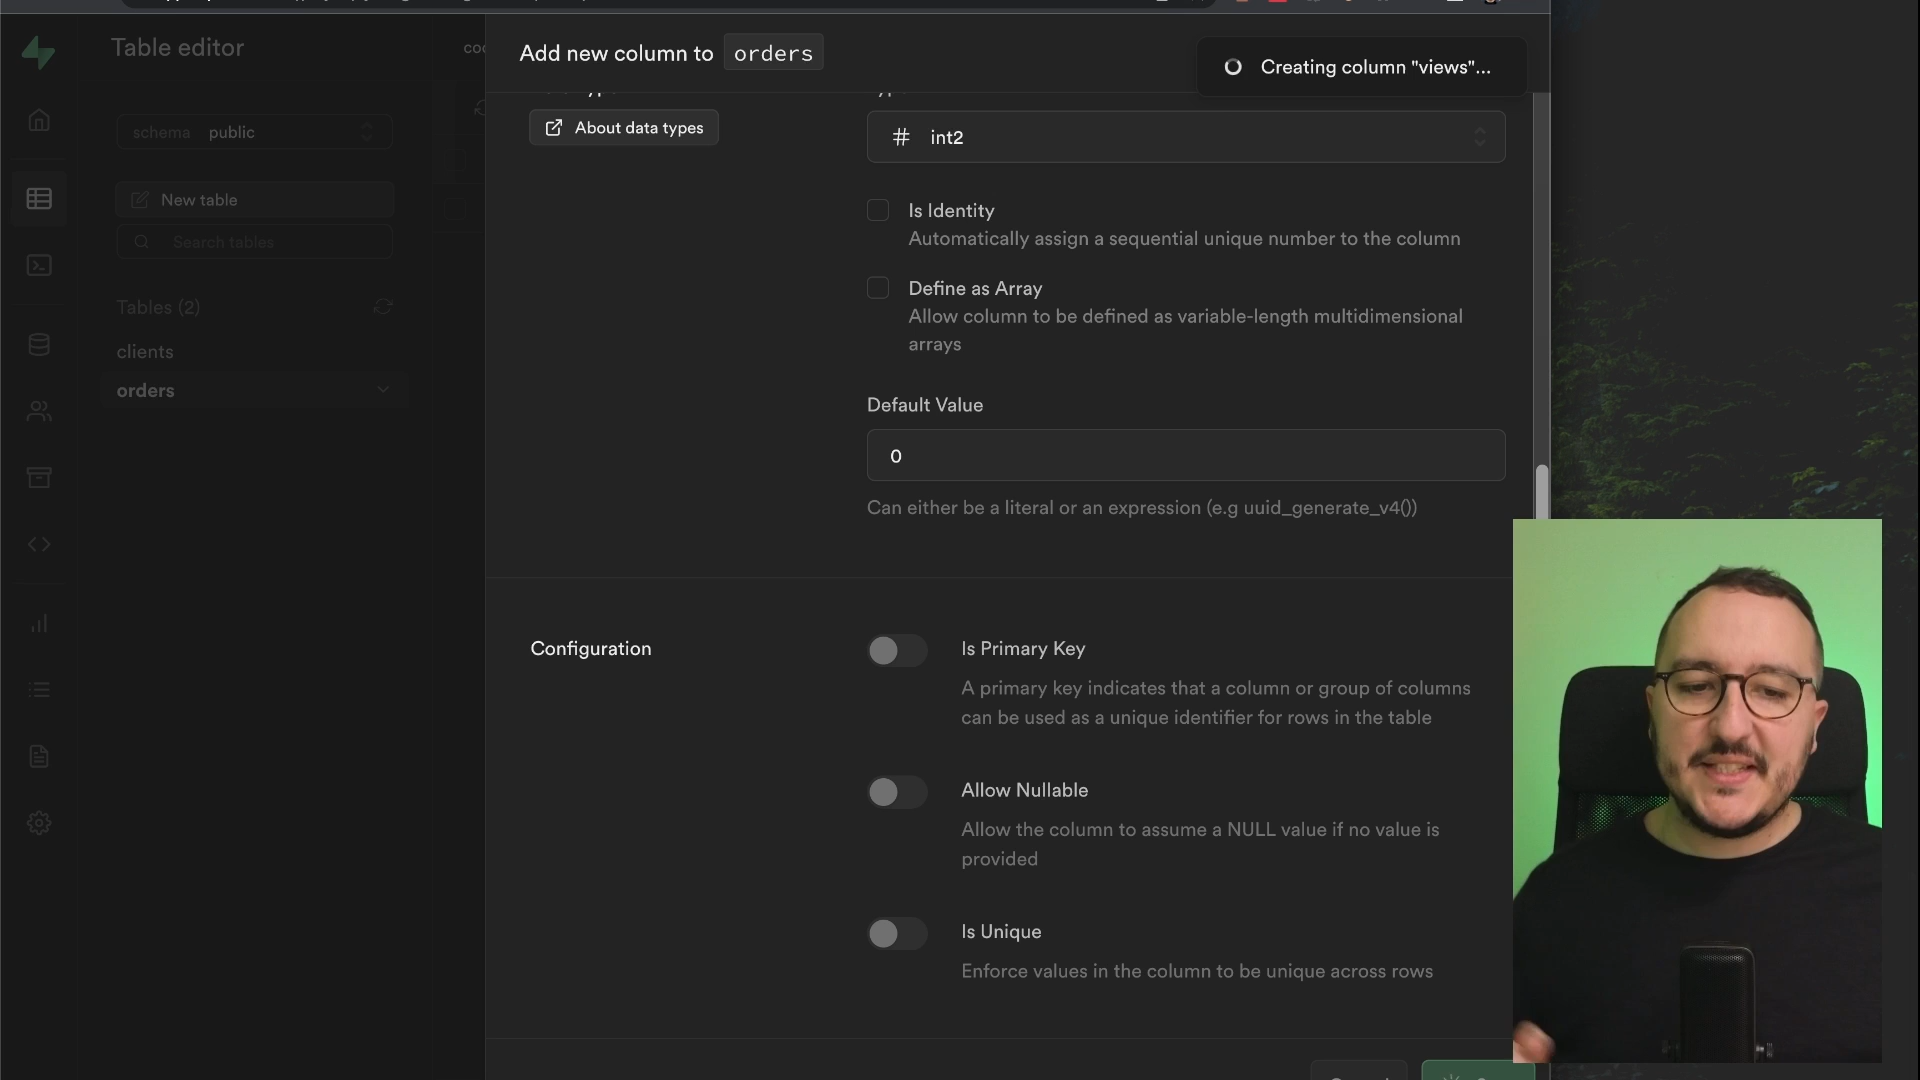 Table editor
Add new column to orders
Creating column "views"...
schema public
About data types
# int2
New table
Is Identity
Automatically assign a sequential unique number to the column
Search tables
Define as Array
Allow column to be defined as variable-length multidimensional
arrays
Tables (2)
clients
orders
Default Value
0
Can either be a literal or an expression (e.g uuid_generate_v4())
Configuration
Is Primary Key
A primary key indicates that a column or group of columns
can be used as a unique identifier for rows in the table
Allow Nullable
Allow the column to assume a NULL value if no value is
provided
Is Unique
Enforce values in the column to be unique across rows